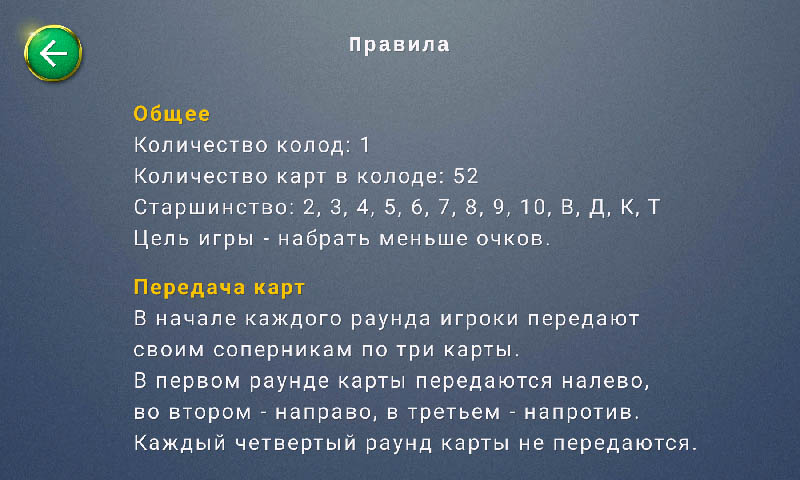 Правила
Общее
Количество колод: 1
Количество карт в колоде: 52
Старшинство: 2, 3, 4, 5, 6, 7, 8, 9, 10, В, Д, К, Т
Цель игры - набрать меньше очков.
Передача карт
В начале каждого раунда игроки передают
своим соперникам по три карты.
В первом раунде карты передаются налево,
во втором - направо, в третьем - напротив.
Каждый четвертый раунд карты не передаются.